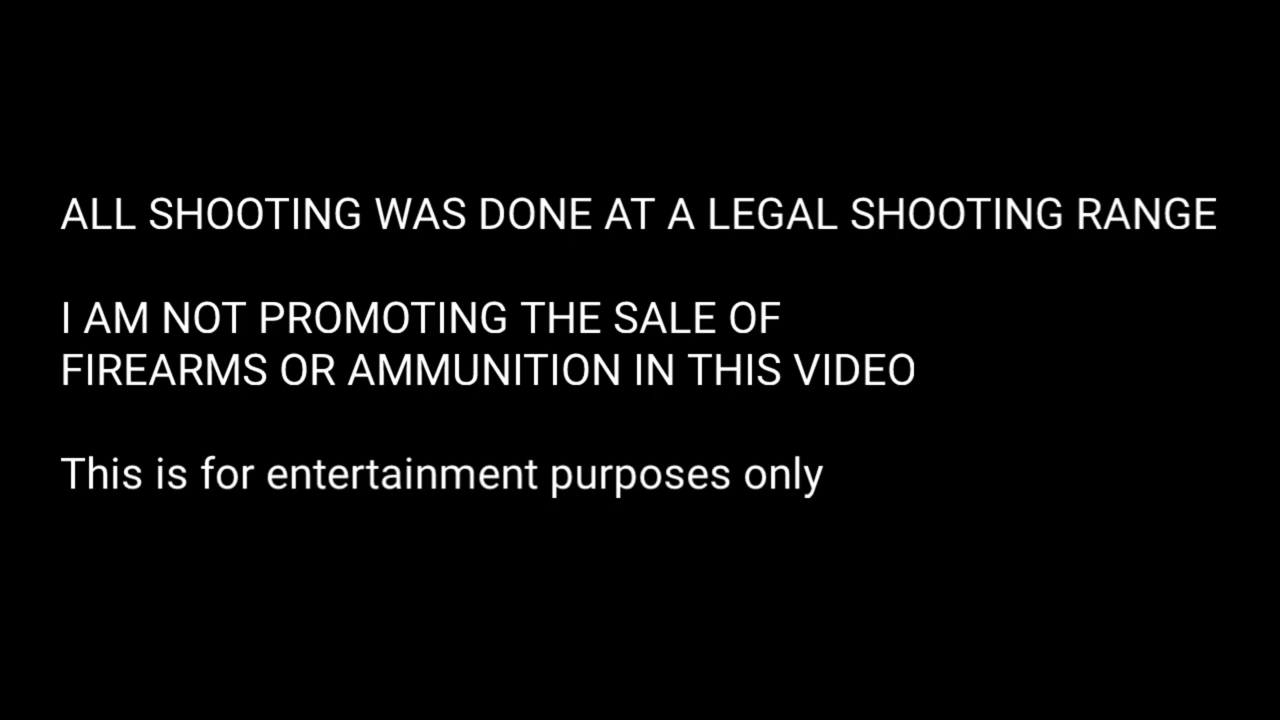 ALL SHOOTING WAS DONE AT A LEGAL SHOOTING RANGE
I AM NOT PROMOTING THE SALE OF
FIREARMS OR AMMUNITION IN THIS VIDEO
This is for entertainment purposes only